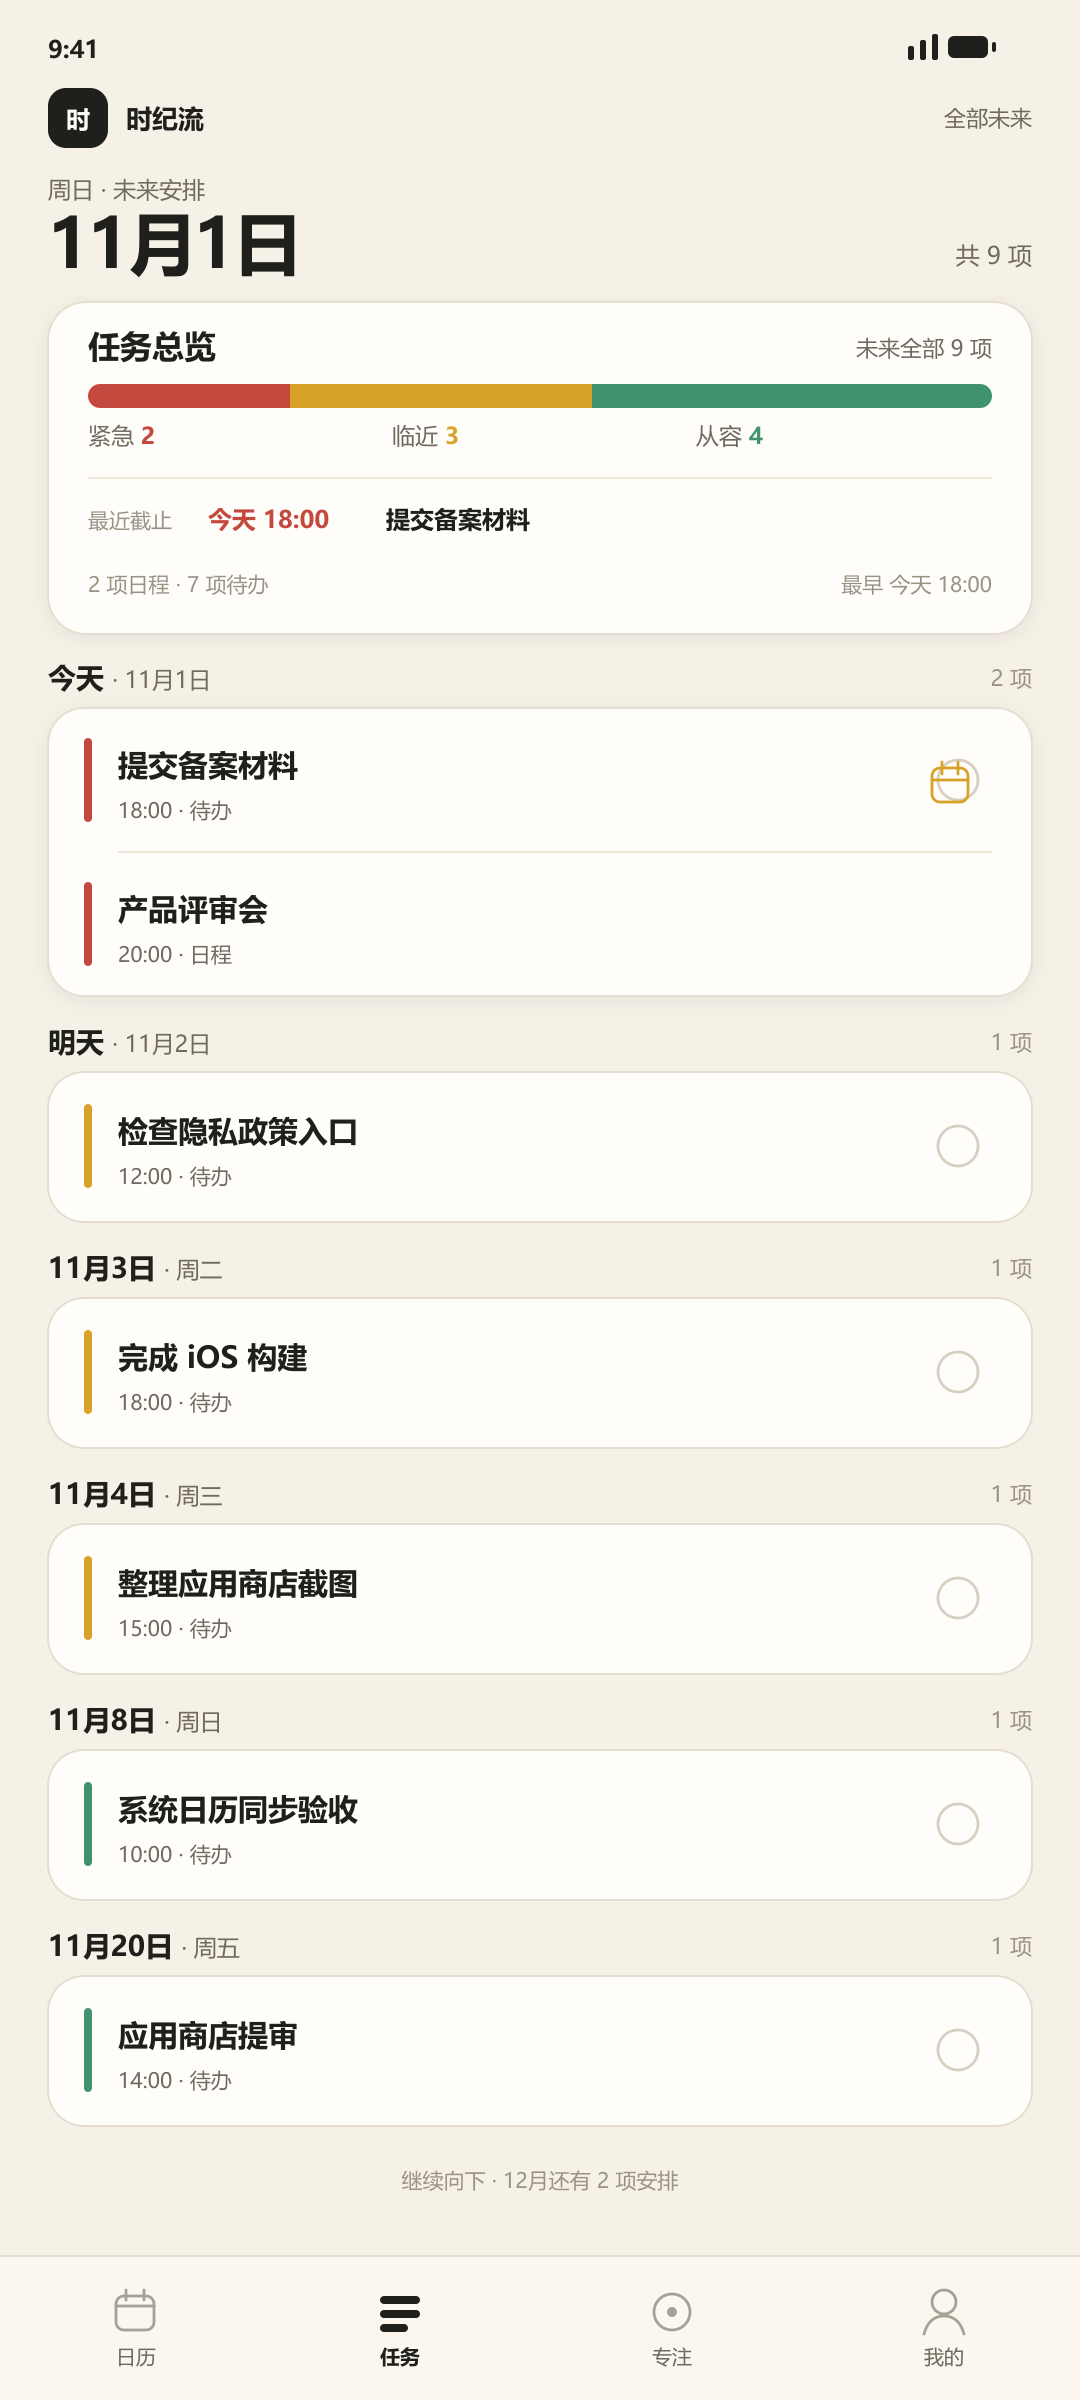 9:41
时 时纪流 全部未来
周日 · 未来安排
11月1日 共 9 项
任务总览 未来全部 9 项
紧急 2 临近 3 从容 4
最近截止 今天 18:00 提交备案材料
2 项日程 · 7 项待办 最早 今天 18:00
今天 · 11月1日 2 项
提交备案材料
18:00 · 待办
产品评审会
20:00 · 日程
明天 · 11月2日 1 项
检查隐私政策入口
12:00 · 待办
11月3日 · 周二 1 项
完成 iOS 构建
18:00 · 待办
11月4日 · 周三 1 项
整理应用商店截图
15:00 · 待办
11月8日 · 周日 1 项
系统日历同步验收
10:00 · 待办
11月20日 · 周五 1 项
应用商店提审
14:00 · 待办
继续向下 · 12月还有 2 项安排
日历 任务 专注 我的